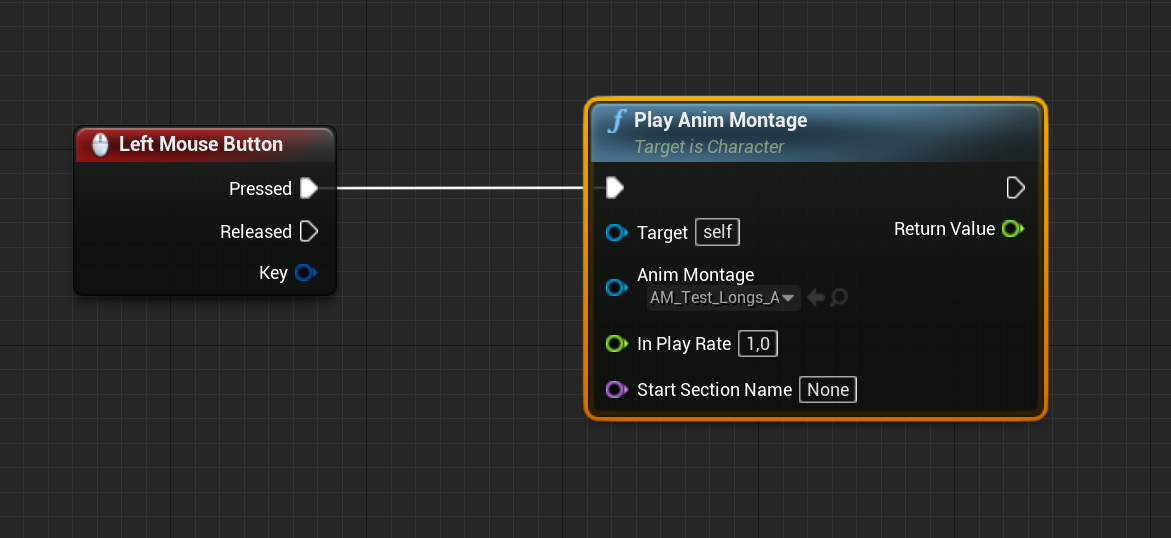 Left Mouse Button
Pressed
Released
Key
Play Anim Montage
Target is Character
Target self
Return Value
Anim Montage
AM_Test_Longs_A
In Play Rate 1,0
Start Section Name None